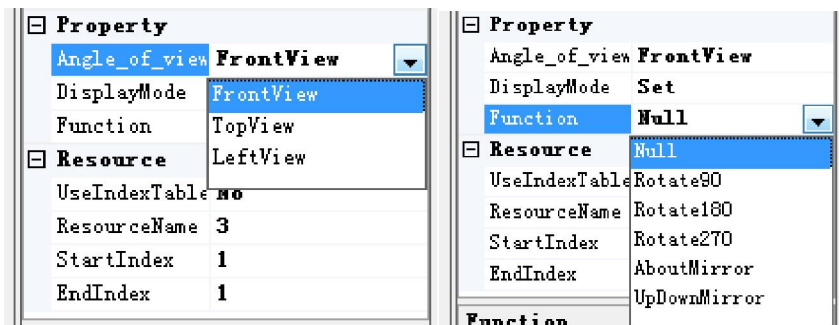 Property
Angle_of_view FrontView
DisplayMode FrontView
Function TopView
Resource LeftView
UseIndexTable No
ResourceName 3
StartIndex 1
EndIndex 1
Property
Angle_of_view FrontView
DisplayMode Set
Function Null
Resource Null
UseIndexTable Rotate90
ResourceName Rotate180
StartIndex Rotate270
EndIndex AboutMirror
UpDownMirror
Function